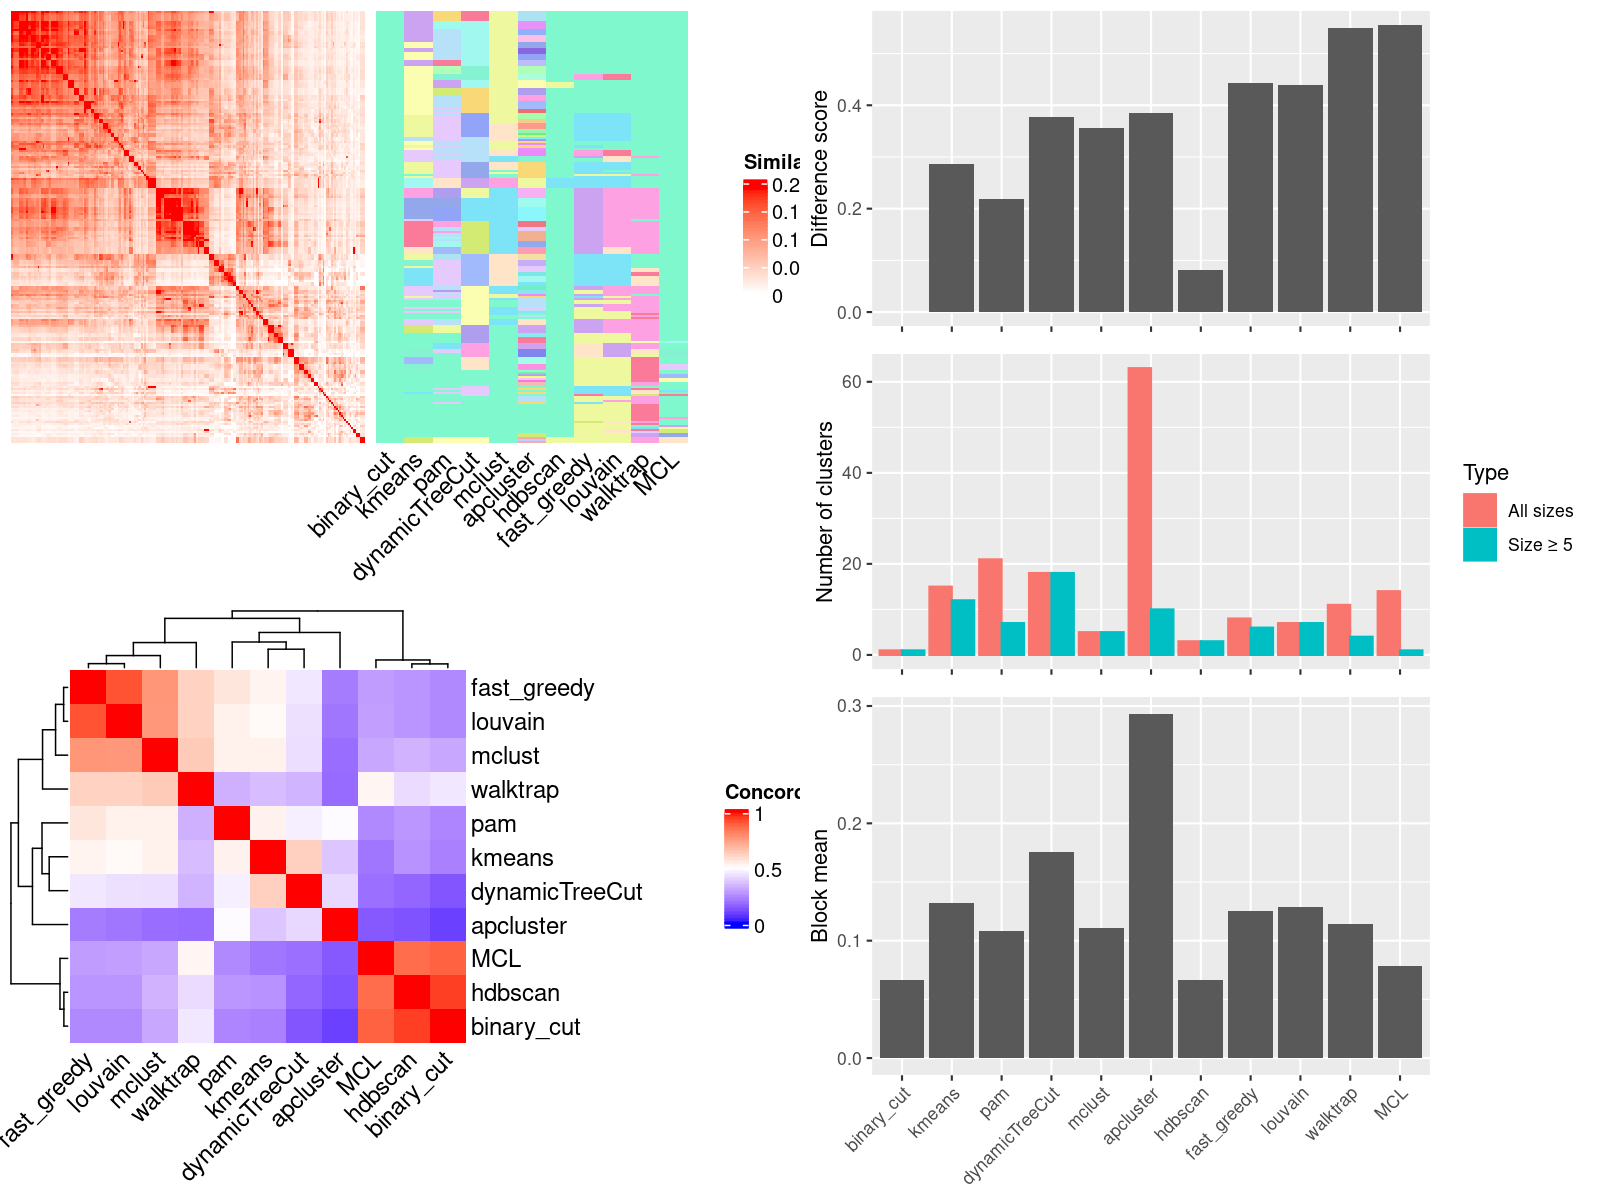 Simila
0.2
0.1
0.1
0.0
0
binary_cut
kmeans
pam
dynamicTreeCut
mclust
apcluster
hdbscan
fast_greedy
louvain
walktrap
MCL
fast_greedy
louvain
mclust
walktrap
pam
kmeans
dynamicTreeCut
apcluster
MCL
hdbscan
binary_cut
fast_greedy
louvain
mclust
walktrap
pam
kmeans
dynamicTreeCut
apcluster
MCL
hdbscan
binary_cut
Concord
1
0.5
0
Difference score
0.4
0.2
0.0
Number of clusters
60
40
20
0
Type
All sizes
Size ≥ 5
Block mean
0.3
0.2
0.1
0.0
binary_cut
kmeans
pam
dynamicTreeCut
mclust
apcluster
hdbscan
fast_greedy
louvain
walktrap
MCL